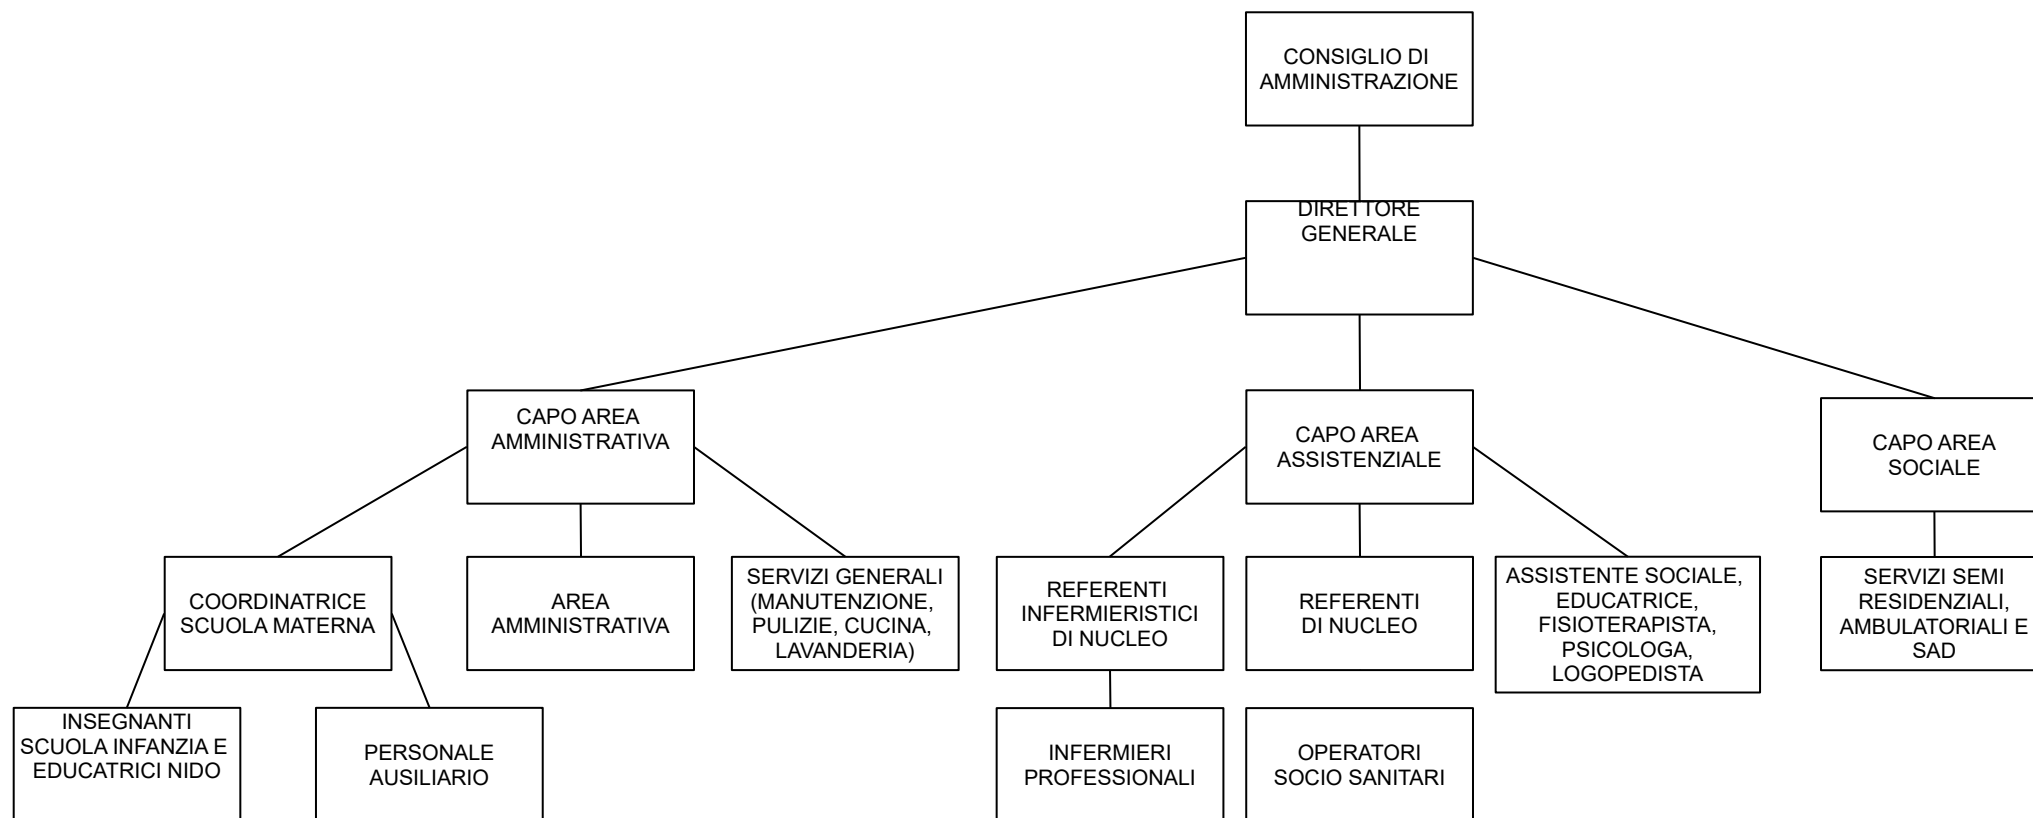 CONSIGLIO DI
AMMINISTRAZIONE
DIRETTORE
GENERALE
CAPO AREA
AMMINISTRATIVA
CAPO AREA
ASSISTENZIALE
CAPO AREA
SOCIALE
COORDINATRICE
SCUOLA MATERNA
AREA
AMMINISTRATIVA
SERVIZI GENERALI
(MANUTENZIONE,
PULIZIE, CUCINA,
LAVANDERIA)
REFERENTI
INFERMIERISTICI
DI NUCLEO
REFERENTI
DI NUCLEO
ASSISTENTE SOCIALE,
EDUCATRICE,
FISIOTERAPISTA,
PSICOLOGA,
LOGOPEDISTA
SERVIZI SEMI
RESIDENZIALI,
AMBULATORIALI E
SAD
INSEGNANTI
SCUOLA INFANZIA E
EDUCATRICI NIDO
PERSONALE
AUSILIARIO
INFERMIERI
PROFESSIONALI
OPERATORI
SOCIO SANITARI